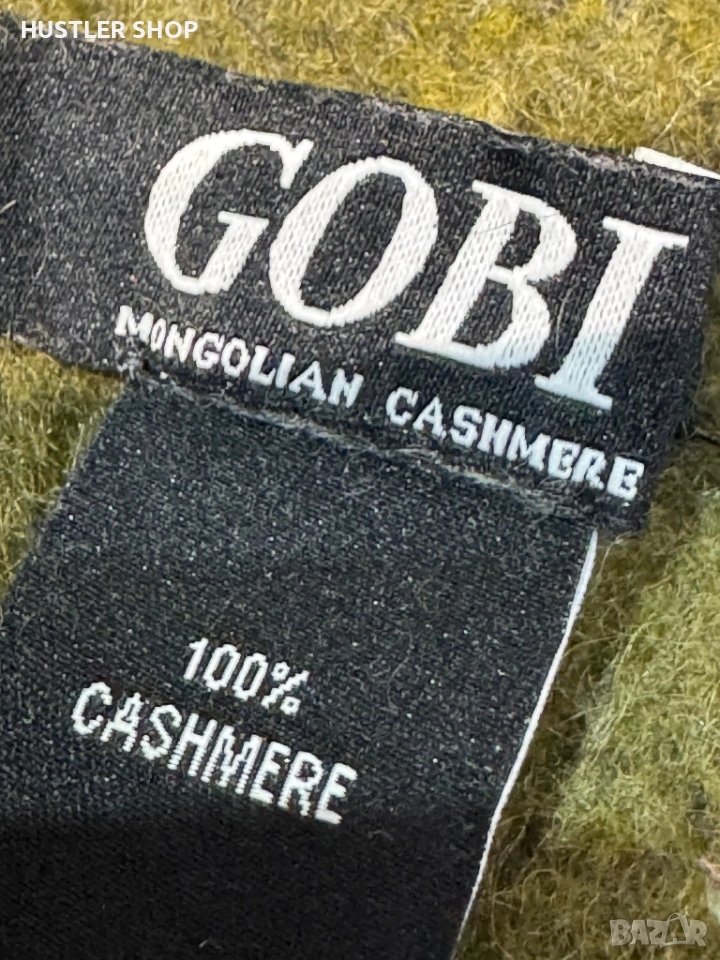 HUSTLER SHOP
GOBI
MONGOLIAN CASHMERE
100%
CASHMERE
BAZAR